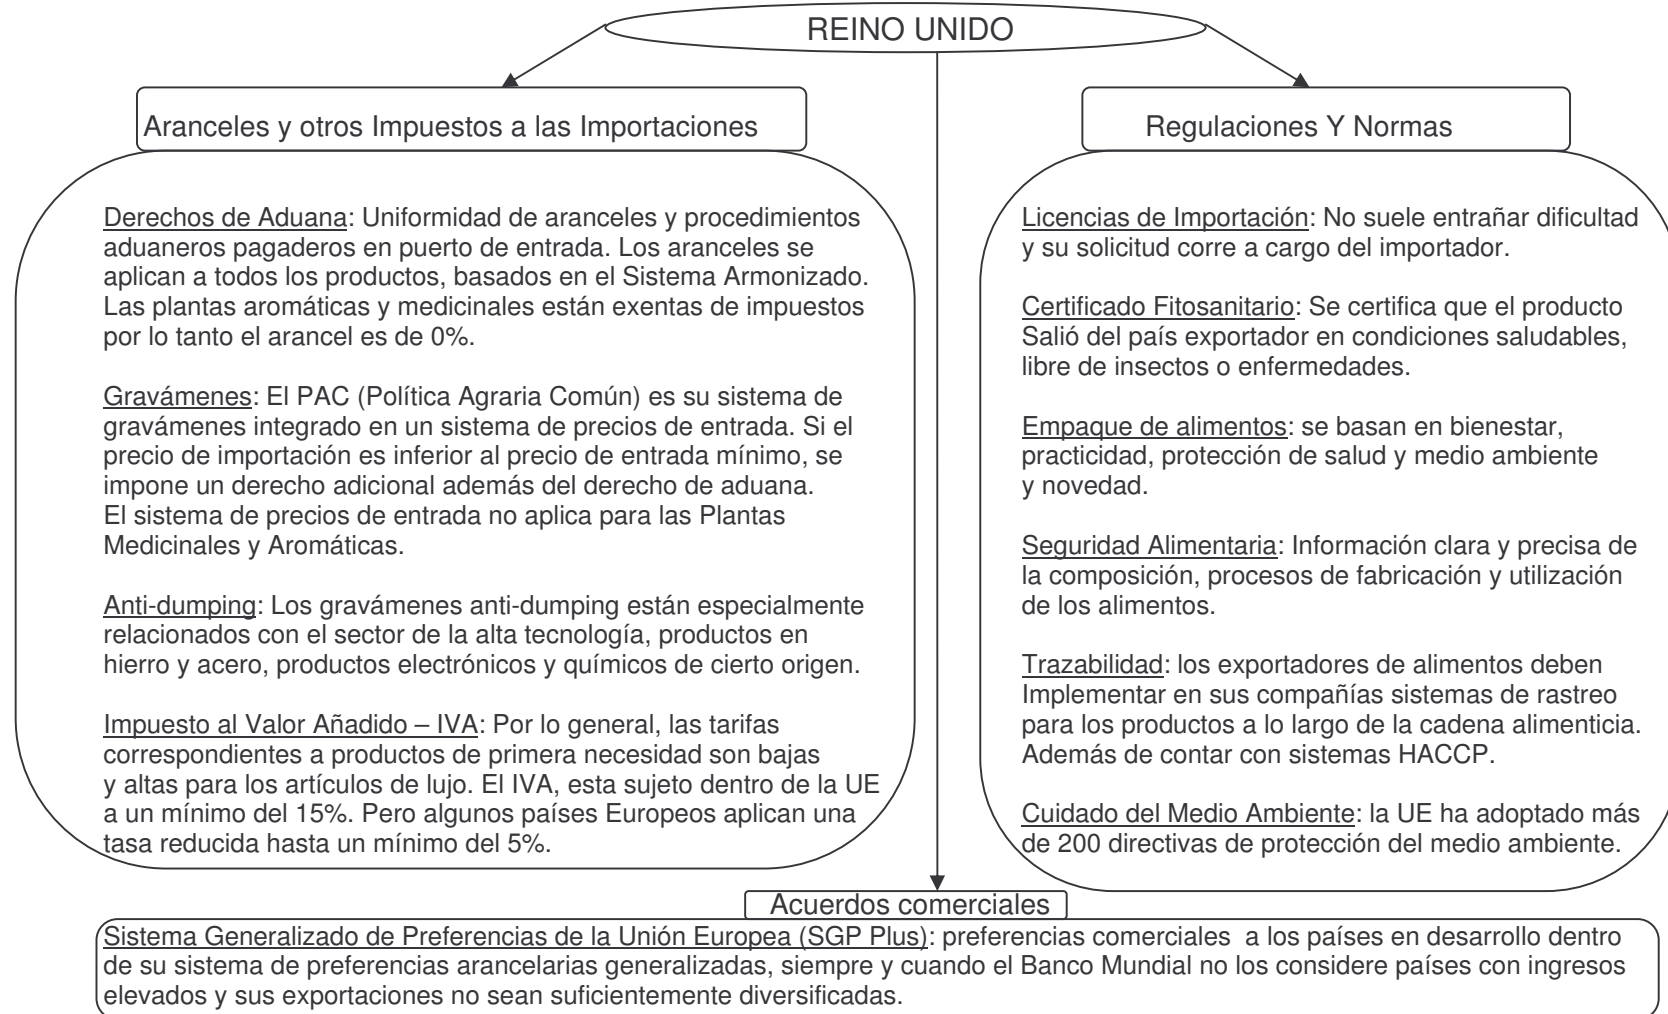 REINO UNIDO
Aranceles y otros Impuestos a las Importaciones
Derechos de Aduana: Uniformidad de aranceles y procedimientos
aduaneros pagaderos en puerto de entrada. Los aranceles se
aplican a todos los productos, basados en el Sistema Armonizado.
Las plantas aromáticas y medicinales están exentas de impuestos
por lo tanto el arancel es de 0%.
Gravámenes: El PAC (Política Agraria Común) es su sistema de
gravámenes integrado en un sistema de precios de entrada. Si el
precio de importación es inferior al precio de entrada mínimo, se
impone un derecho adicional además del derecho de aduana.
El sistema de precios de entrada no aplica para las Plantas
Medicinales y Aromáticas.
Anti-dumping: Los gravámenes anti-dumping están especialmente
relacionados con el sector de la alta tecnología, productos en
hierro y acero, productos electrónicos y químicos de cierto origen.
Impuesto al Valor Añadido – IVA: Por lo general, las tarifas
correspondientes a productos de primera necesidad son bajas
y altas para los artículos de lujo. El IVA, esta sujeto dentro de la UE
a un mínimo del 15%. Pero algunos países Europeos aplican una
tasa reducida hasta un mínimo del 5%.
Regulaciones Y Normas
Licencias de Importación: No suele entrañar dificultad
y su solicitud corre a cargo del importador.
Certificado Fitosanitario: Se certifica que el producto
Salió del país exportador en condiciones saludables,
libre de insectos o enfermedades.
Empaque de alimentos: se basan en bienestar,
practicidad, protección de salud y medio ambiente
y novedad.
Seguridad Alimentaria: Información clara y precisa de
la composición, procesos de fabricación y utilización
de los alimentos.
Trazabilidad: los exportadores de alimentos deben
Implementar en sus compañías sistemas de rastreo
para los productos a lo largo de la cadena alimenticia.
Además de contar con sistemas HACCP.
Cuidado del Medio Ambiente: la UE ha adoptado más
de 200 directivas de protección del medio ambiente.
Acuerdos comerciales
Sistema Generalizado de Preferencias de la Unión Europea (SGP Plus): preferencias comerciales a los países en desarrollo dentro
de su sistema de preferencias arancelarias generalizadas, siempre y cuando el Banco Mundial no los considere países con ingresos
elevados y sus exportaciones no sean suficientemente diversificadas.